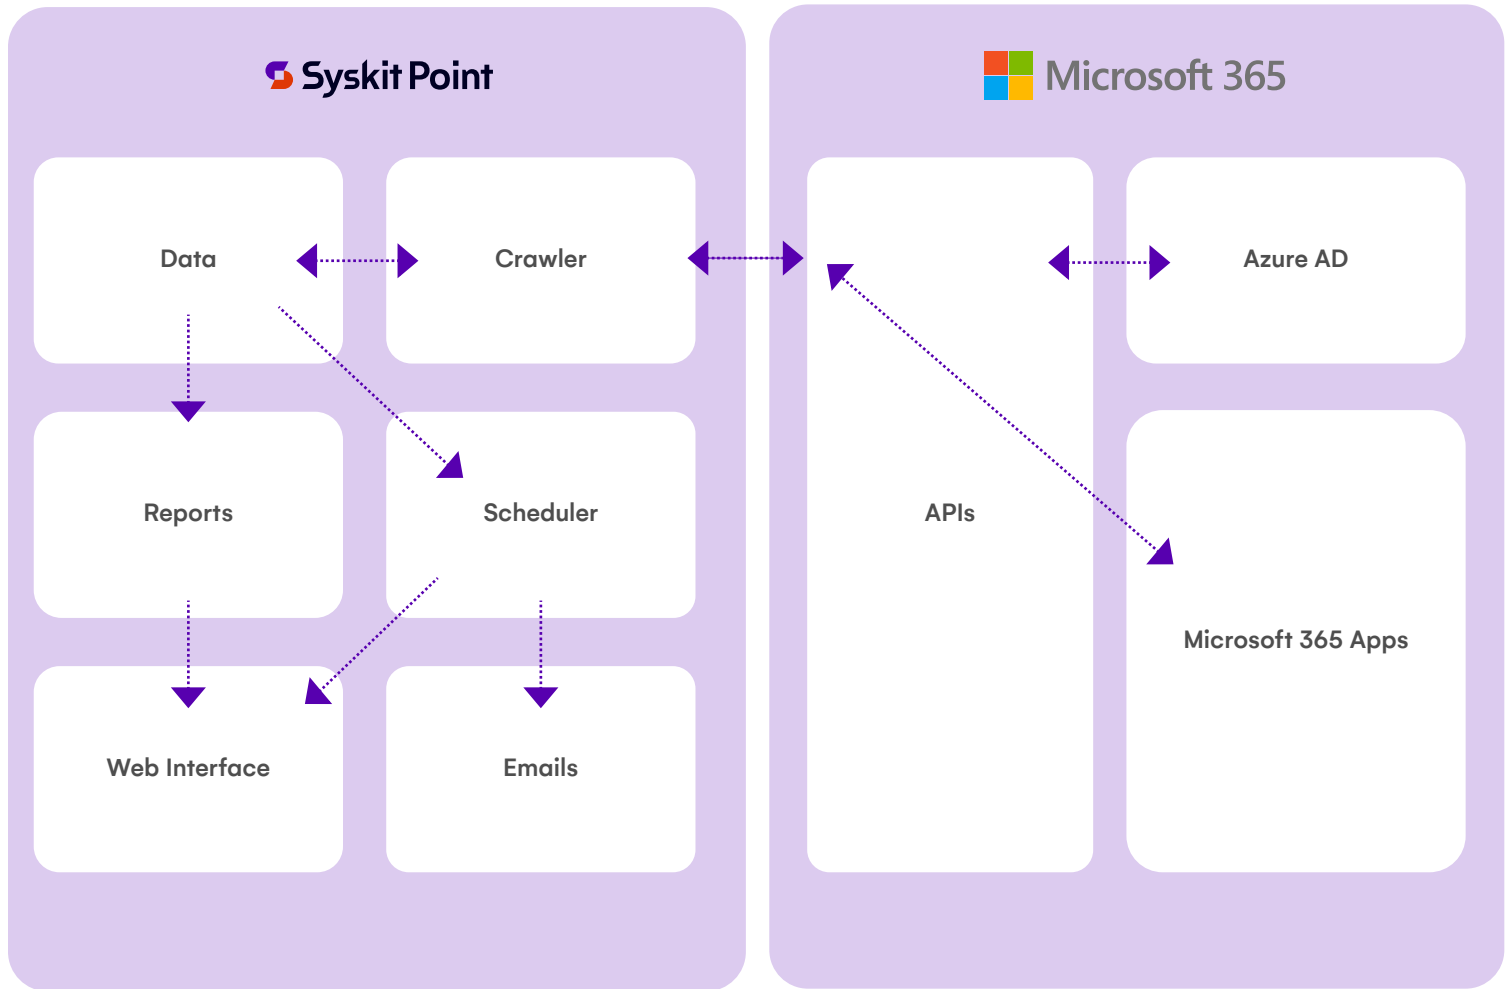 Syskit Point
Microsoft 365
Data
Crawler
APIs
Azure AD
Reports
Scheduler
Microsoft 365 Apps
Web Interface
Emails